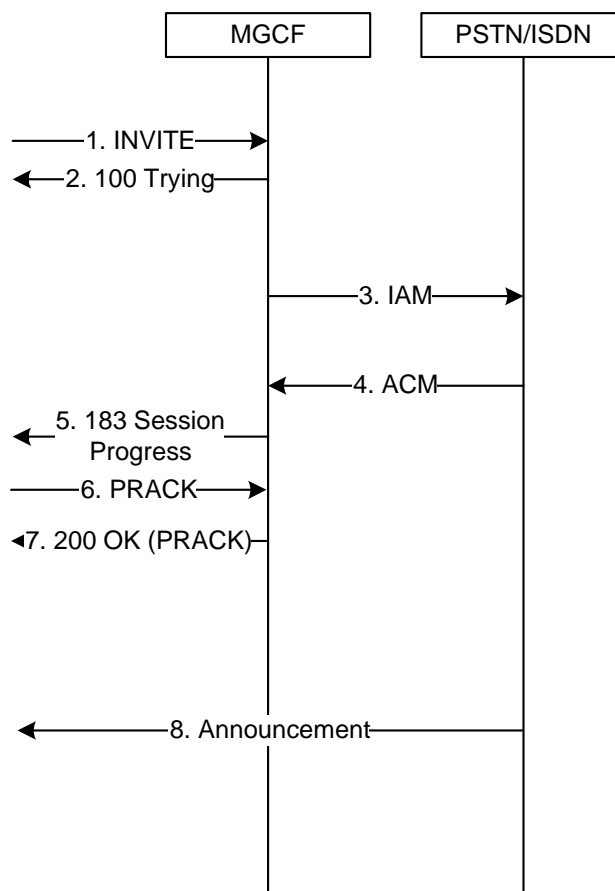 MGCF
PSTN/ISDN
1. INVITE
2. 100 Trying
3. IAM
4. ACM
5. 183 Session
Progress
6. PRACK
7. 200 OK (PRACK)
8. Announcement